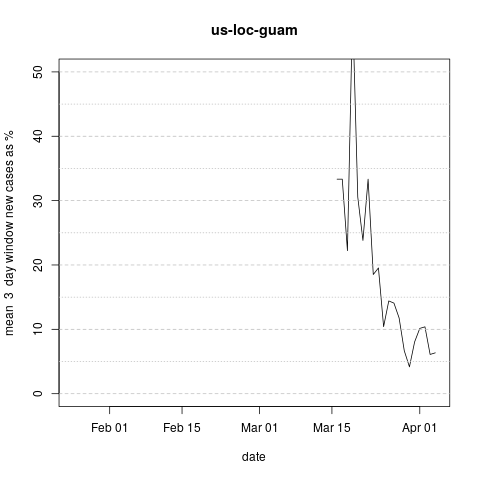 us-loc-guam
mean  3  day window new cases as %
50
40
30
20
10
0
Feb 01
Feb 15
Mar 01
Mar 15
Apr 01
date